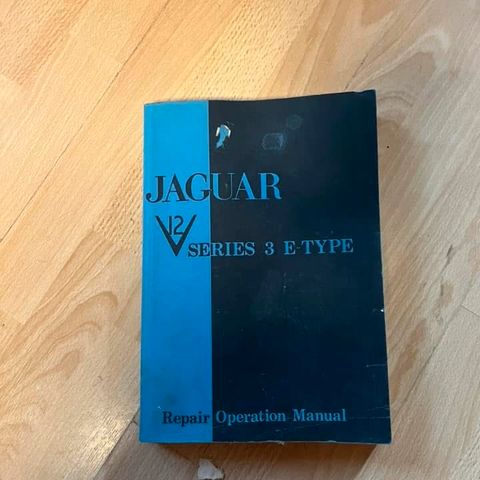 JAGUAR
V12
SERIES 3 E-TYPE
Repair Operation Manual